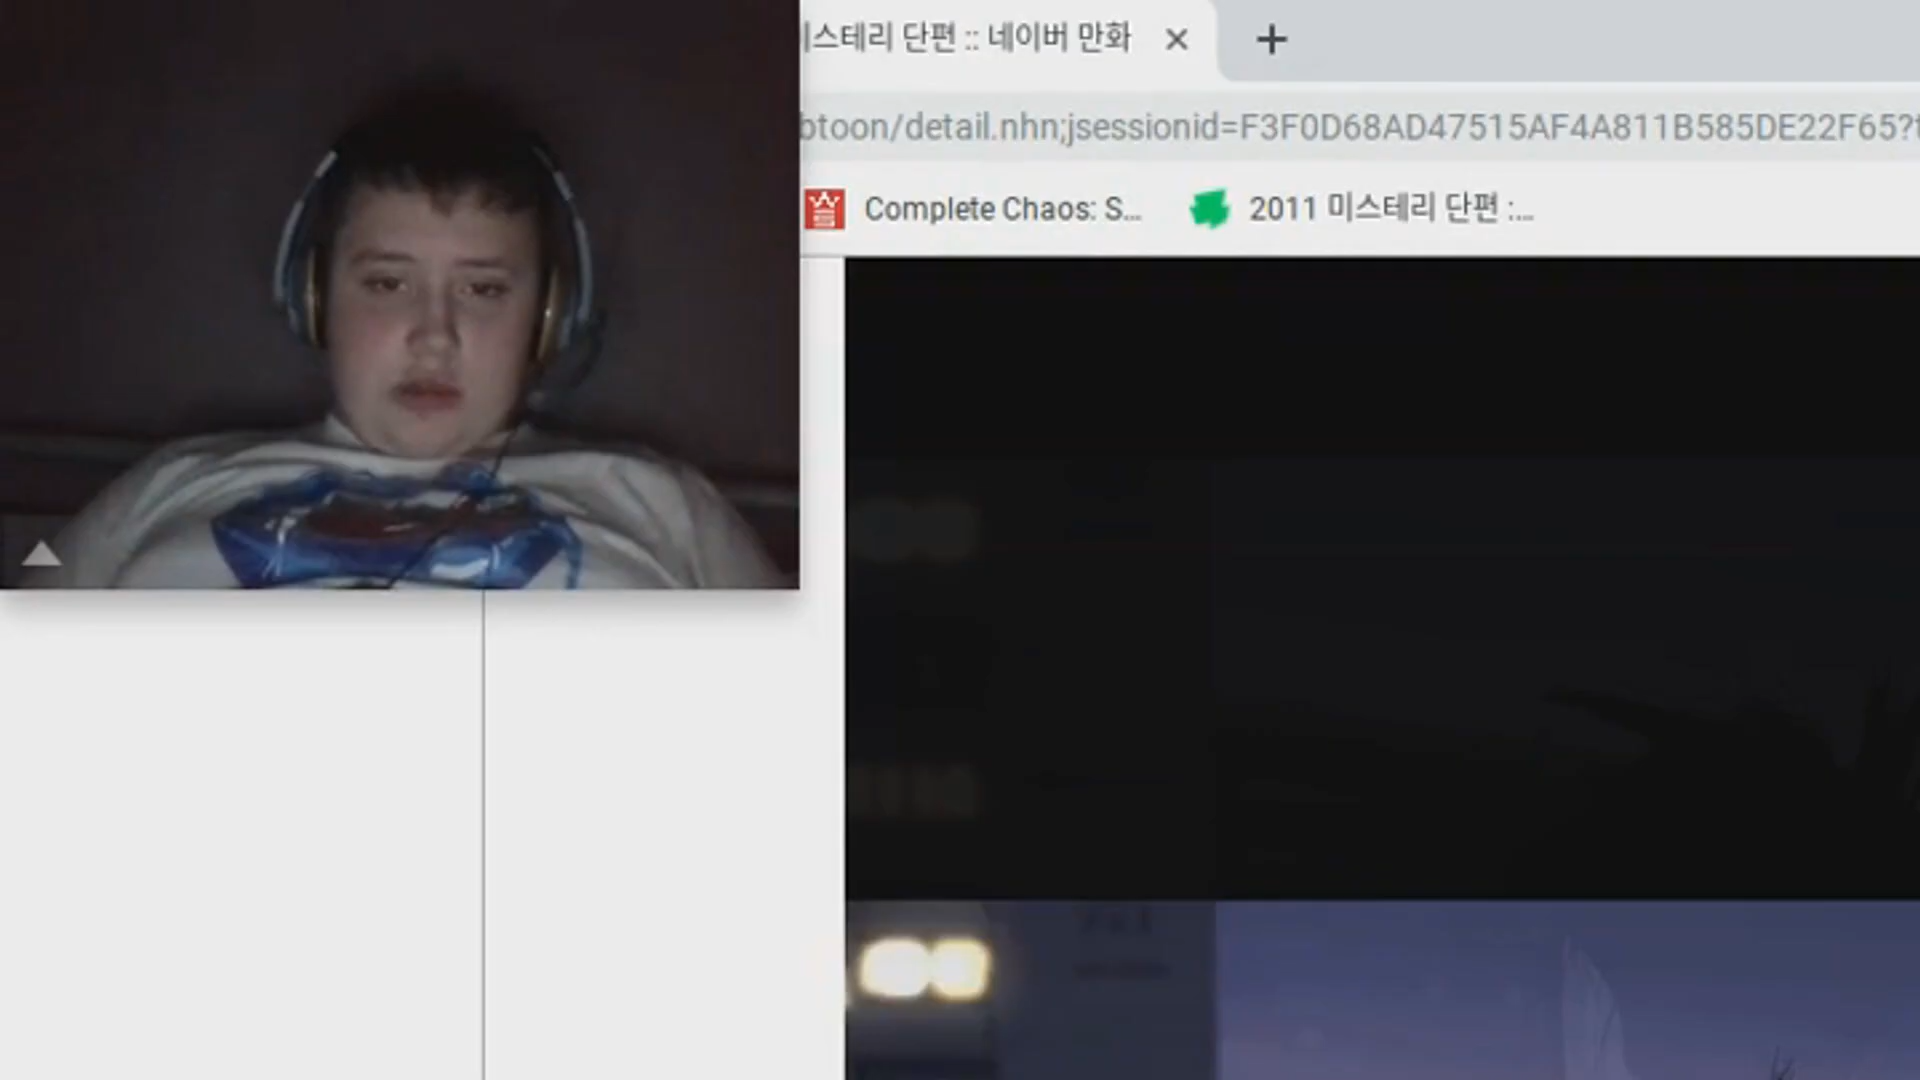 스테리 단편 :: 네이버 만화
btoon/detail.nhn;jsessionid=F3F0D68AD47515AF4A811B585DE22F65?
Complete Chaos: S...
2011 미스테리 단편 :...